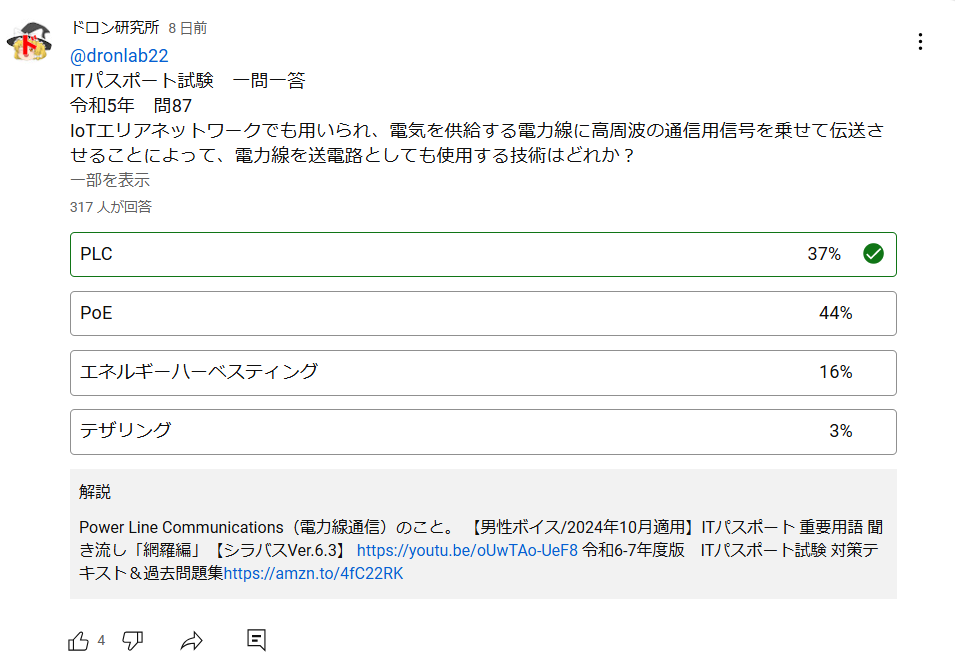 ドロン研究所 8 日前
@dronlab22
ITパスポート試験　一問一答
令和5年　問87
IoTエリアネットワークでも用いられ、電気を供給する電力線に高周波の通信用信号を乗せて伝送さ
せることによって、電力線を送電路としても使用する技術はどれか？
一部を表示
317 人が回答
PLC 37%
PoE 44%
エネルギーハーベスティング 16%
テザリング 3%
解説
Power Line Communications（電力線通信）のこと。 【男性ボイス/2024年10月適用】ITパスポート 重要用語 聞
き流し「網羅編」【シラバスVer.6.3】 https://youtu.be/oUwTAo-UeF8 令和6-7年度版　ITパスポート試験 対策テ
キスト＆過去問題集https://amzn.to/4fC22RK
4